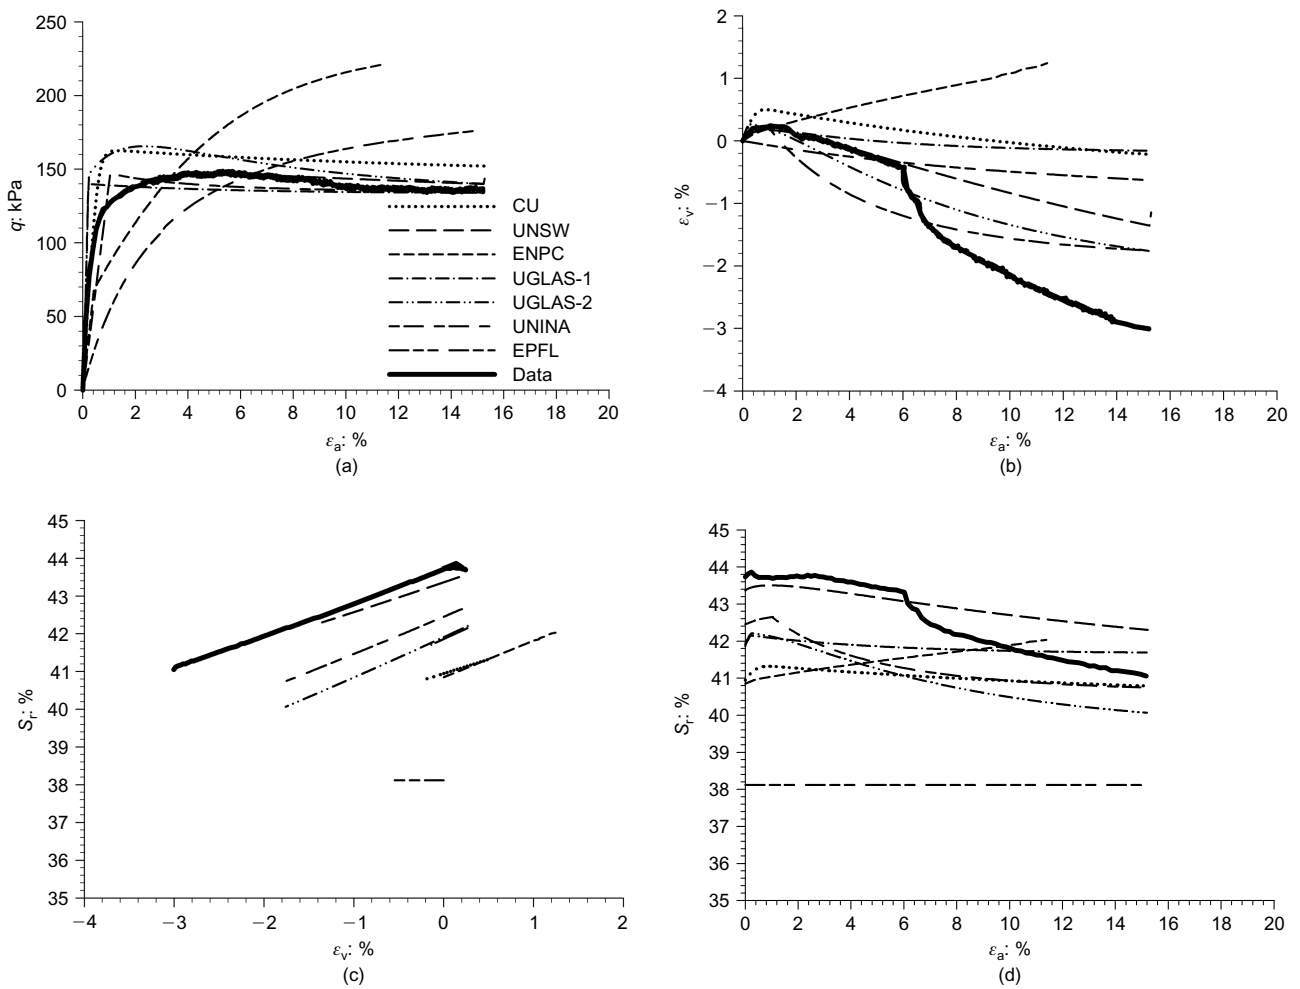 250
200
150
100
50
0
q: kPa
0 2 4 6 8 10 12 14 16 18 20
εa: %
(a)
CU
UNSW
ENPC
UGLAS-1
UGLAS-2
UNINA
EPFL
Data
2
1
0
−1
−2
−3
−4
εv: %
0 2 4 6 8 10 12 14 16 18 20
εa: %
(b)
45
44
43
42
41
40
39
38
37
36
35
Sr: %
−4 −3 −2 −1 0 1 2
εv: %
(c)
45
44
43
42
41
40
39
38
37
36
35
Sr: %
0 2 4 6 8 10 12 14 16 18 20
εa: %
(d)